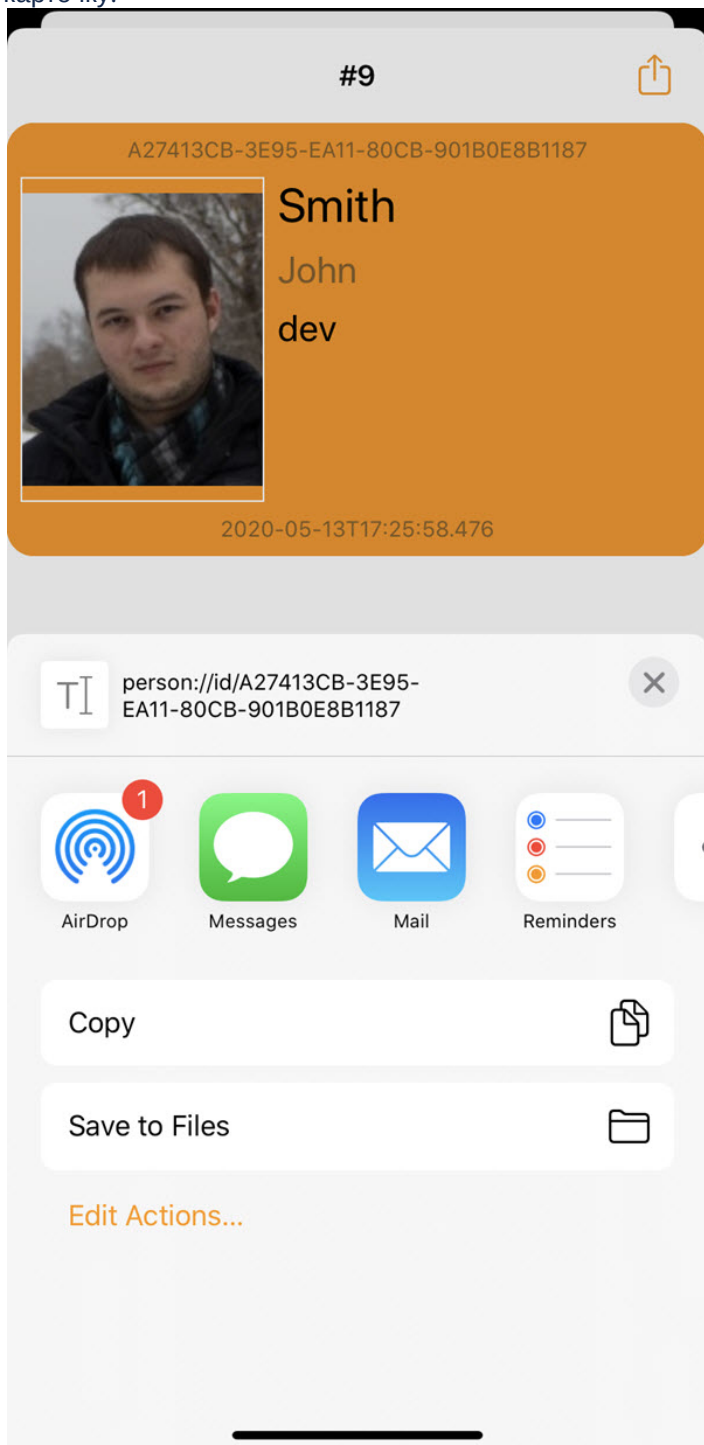 карточку.
#9
A27413CB-3E95-EA11-80CB-901B0E8B1187
Smith
John
dev
2020-05-13T17:25:58.476
person://id/A27413CB-3E95-
EA11-80CB-901B0E8B1187
1
AirDrop
Messages
Mail
Reminders
Copy
Save to Files
Edit Actions...